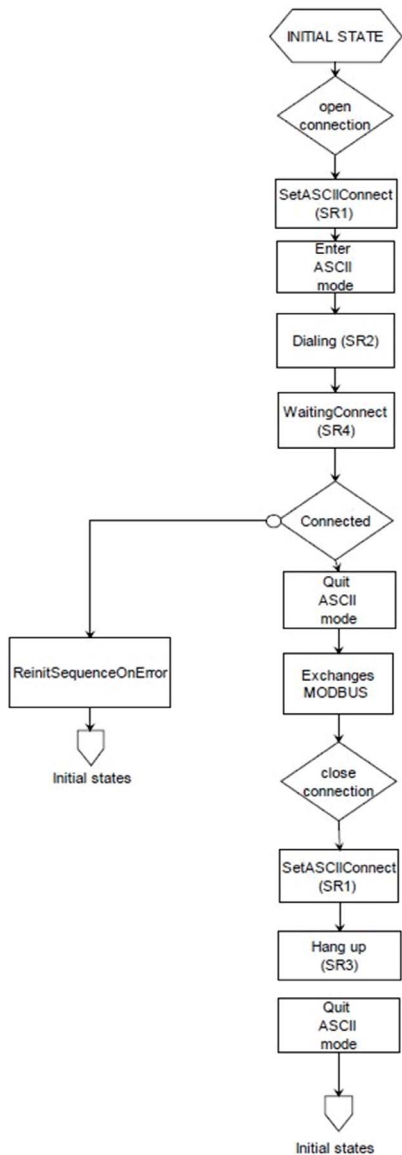 INITIAL STATE
open
connection
SetASCIIConnect
(SR1)
Enter
ASCII
mode
Dialing (SR2)
WaitingConnect
(SR4)
Connected
Quit
ASCII
mode
ReinitSequenceOnError
Exchanges
MODBUS
Initial states
close
connection
SetASCIIConnect
(SR1)
Hang up
(SR3)
Quit
ASCII
mode
Initial states